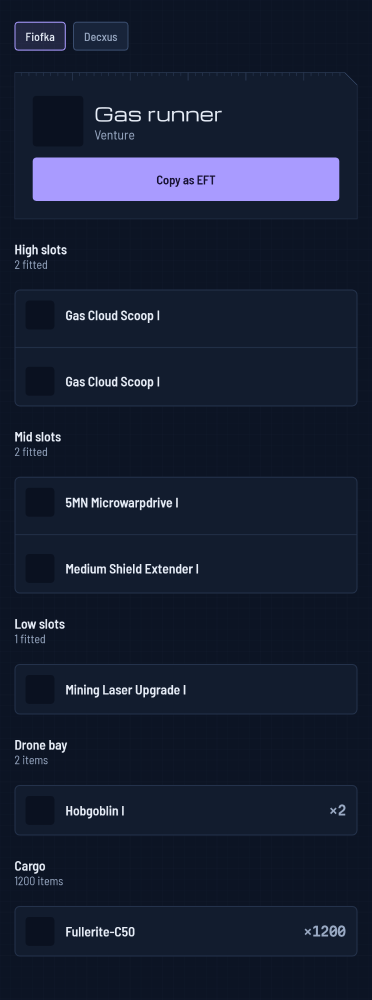 Fiofka
Decxus
Gas runner
Venture
Copy as EFT
High slots
2 fitted
Gas Cloud Scoop I
Gas Cloud Scoop I
Mid slots
2 fitted
5MN Microwarpdrive I
Medium Shield Extender I
Low slots
1 fitted
Mining Laser Upgrade I
Drone bay
2 items
Hobgoblin I ×2
Cargo
1200 items
Fullerite-C50 ×1200